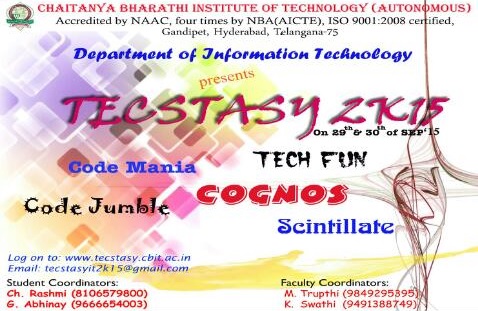 CHAITANYA BHARATHI INSTITUTE OF TECHNOLOGY (AUTONOMOUS)
Accredited by NAAC, four times by NBA(AICTE), ISO 9001:2008 certified,
Gandipet, Hyderabad, Telangana-75
Department of Information Technology
presents
TECSTASY 2K15
On 29th & 30th of SEP'15
Code Mania
TECH FUN
Code Jumble
COGNOS
Scintillate
Log on to: www.tecstasy.cbit.ac.in
Email: tecstasyit2k15@gmail.com
Student Coordinators:
Ch. Rashmi (8106579800)
G. Abhinay (9666654003)
Faculty Coordinators:
M. Trupthi (9849295395)
K. Swathi (9491388749)